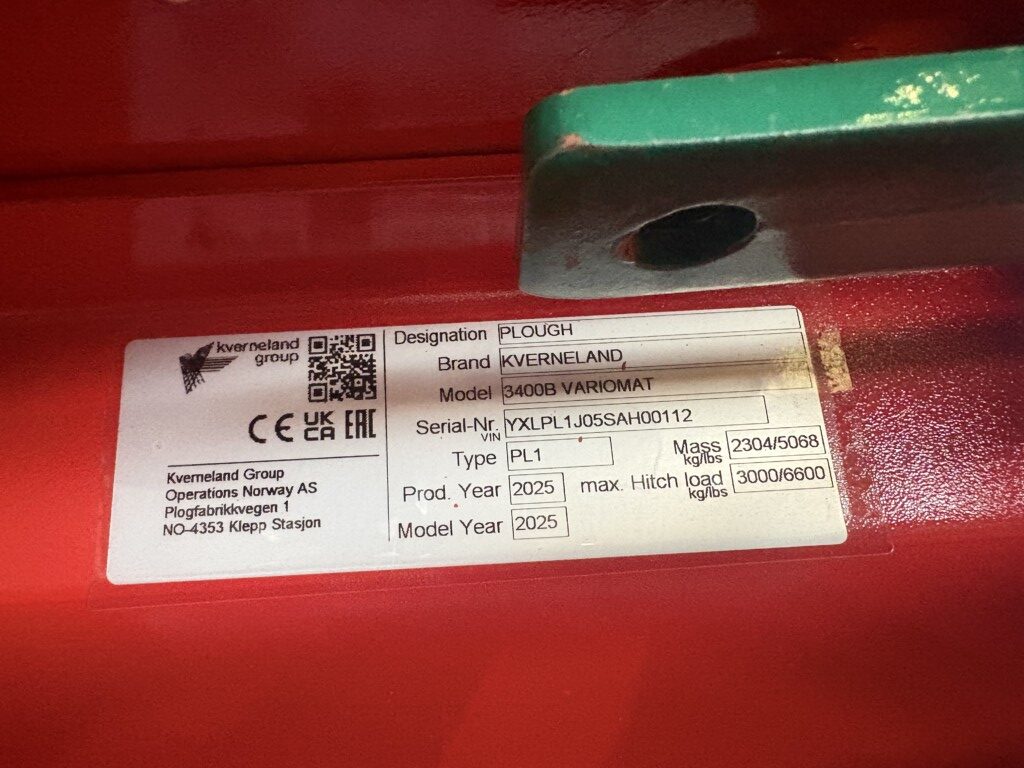 kverneland
group
CE UK CA EAC
Kverneland Group
Operations Norway AS
Plogfabrikkvegen 1
NO-4353 Klepp Stasjon
Designation PLOUGH
Brand KVERNELAND
Model 3400B VARIOMAT
Serial-Nr. VIN YXLPL1J05SAH00112
Type PL1
Mass kg/lbs 2304/5068
Prod. Year 2025
max. Hitch load kg/lbs 3000/6600
Model Year 2025